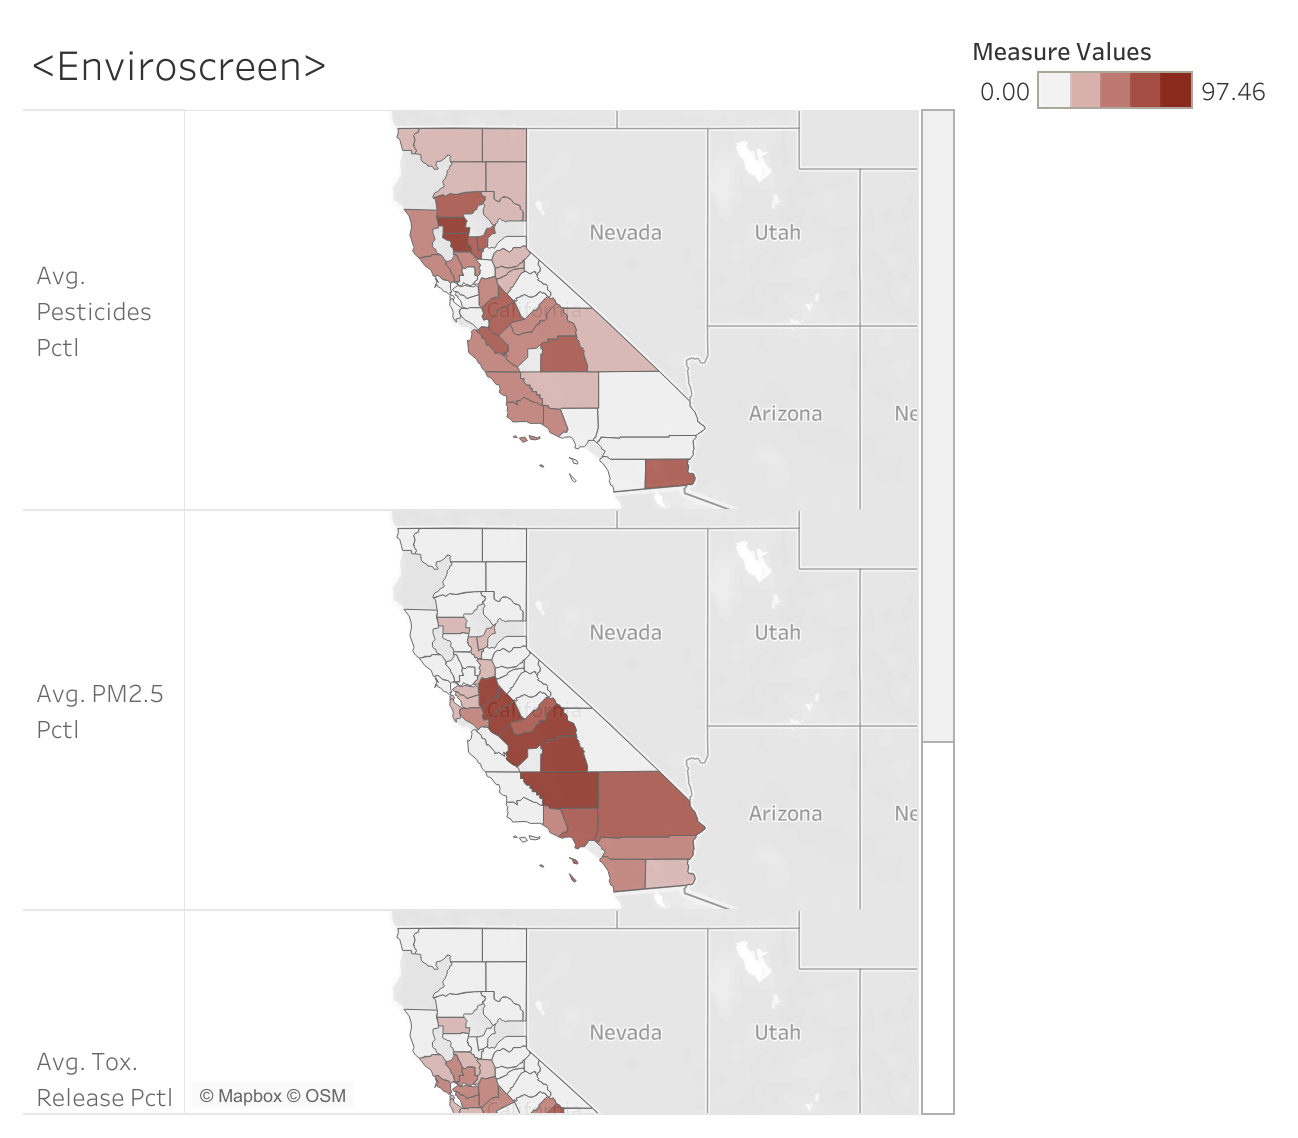 <Enviroscreen>
Measure Values
0.00 97.46
Avg.
Pesticides
Pctl
Nevada
Utah
California
Arizona
Ne
Avg. PM2.5
Pctl
Nevada
Utah
California
Arizona
Ne
Avg. Tox.
Release Pctl
Nevada
Utah
California
© Mapbox © OSM